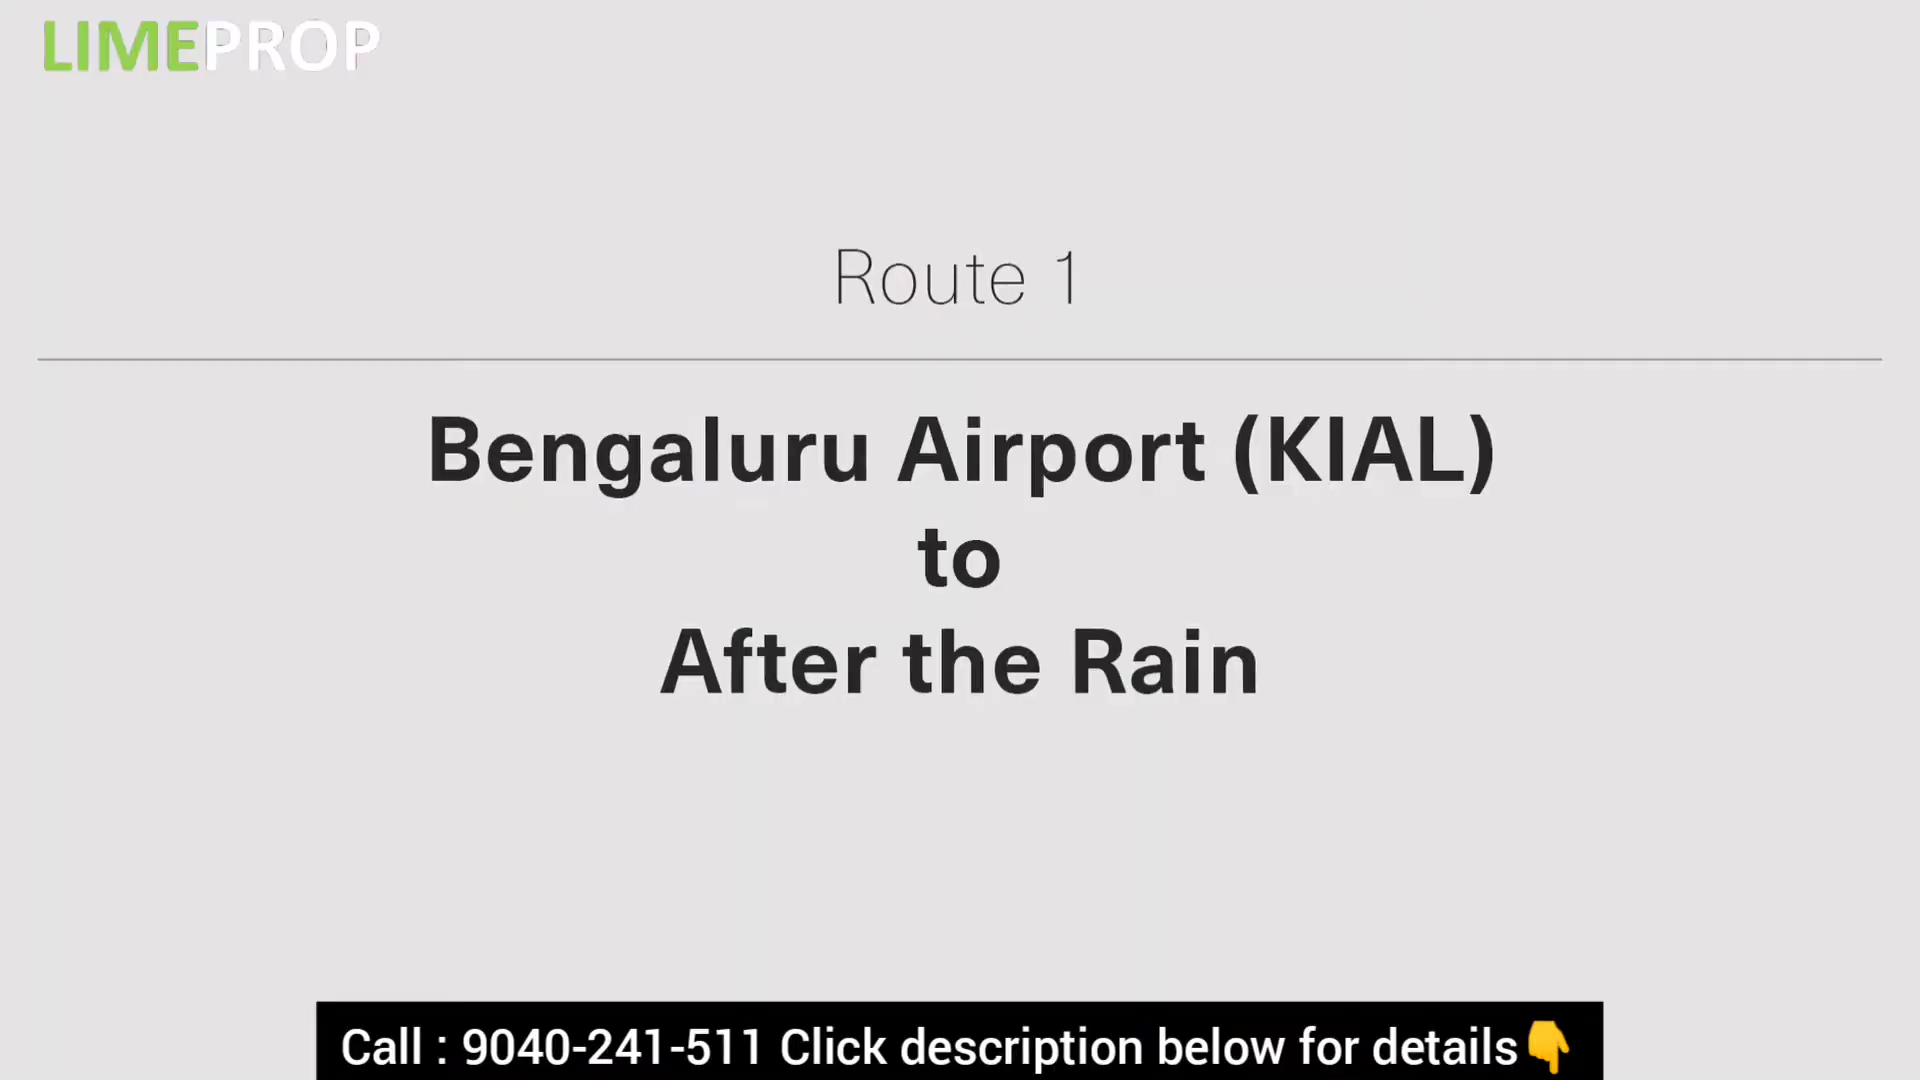 LIMEPROP
Route 1
Bengaluru Airport (KIAL)
to
After the Rain
Call : 9040-241-511 Click description below for details👇